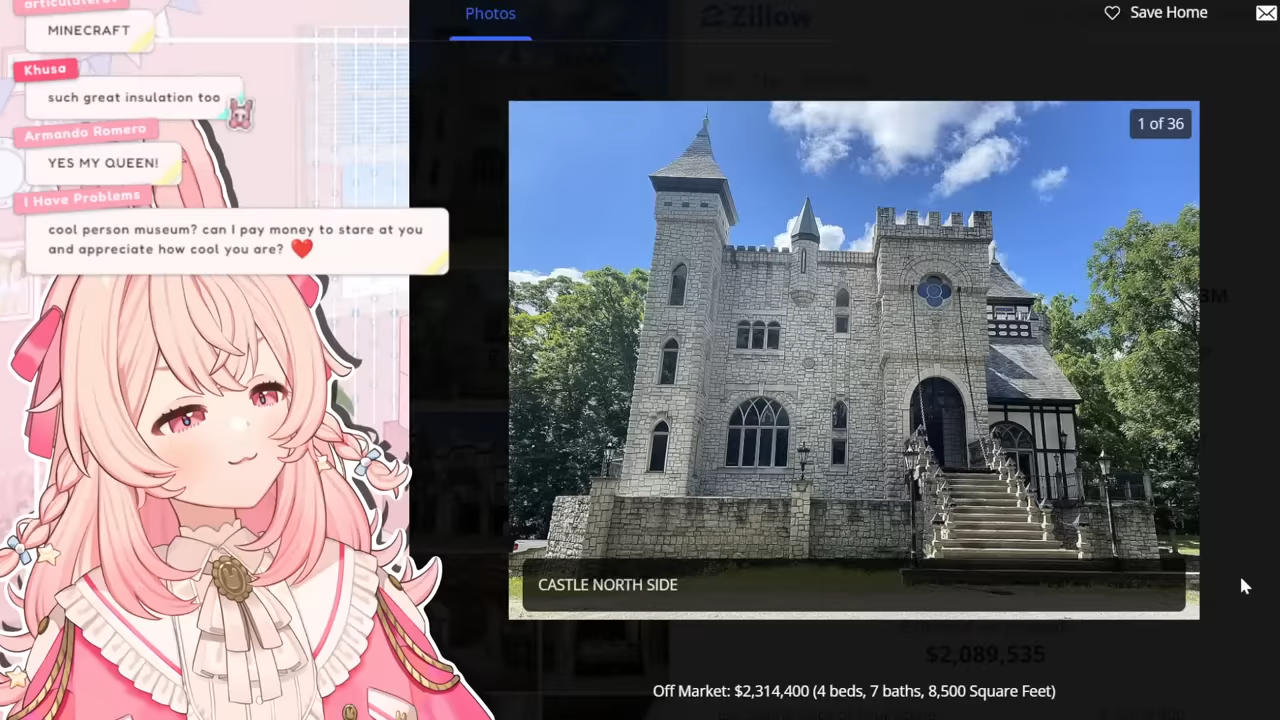 MINECRAFT
Khusa
such great insulation too
Armando Romero
YES MY QUEEN!
I Have Problems
cool person museum? can I pay money to stare at you
and appreciate how cool you are?
Photos
Zillow
Save Home
1 of 36
CASTLE NORTH SIDE
$2,089,535
Off Market: $2,314,400 (4 beds, 7 baths, 8,500 Square Feet)